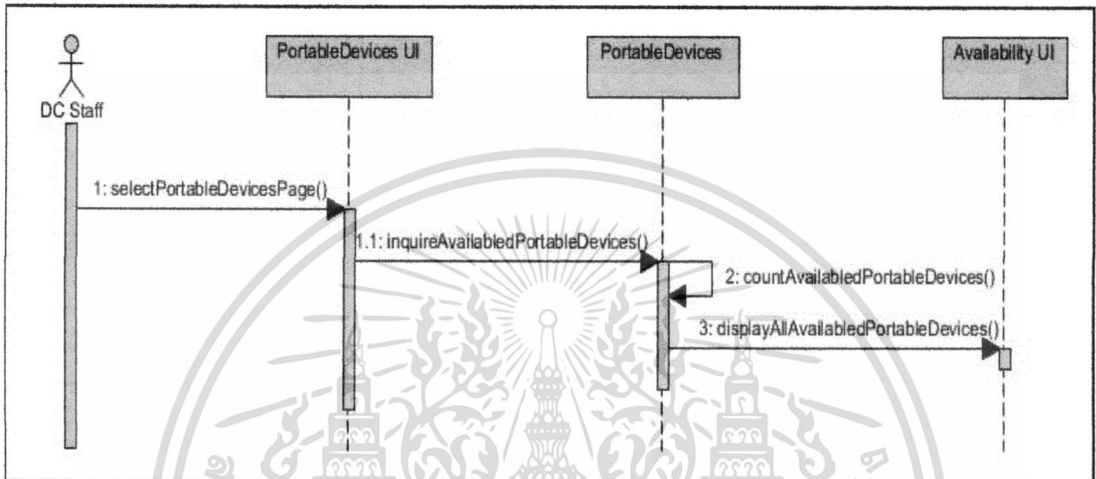 PortableDevices UI
PortableDevices
Availability UI
DC Staff
1: selectPortableDevicesPage()
1.1: inquireAvailabledPortableDevices()
2: countAvailabledPortableDevices()
3: displayAllAvailabledPortableDevices()